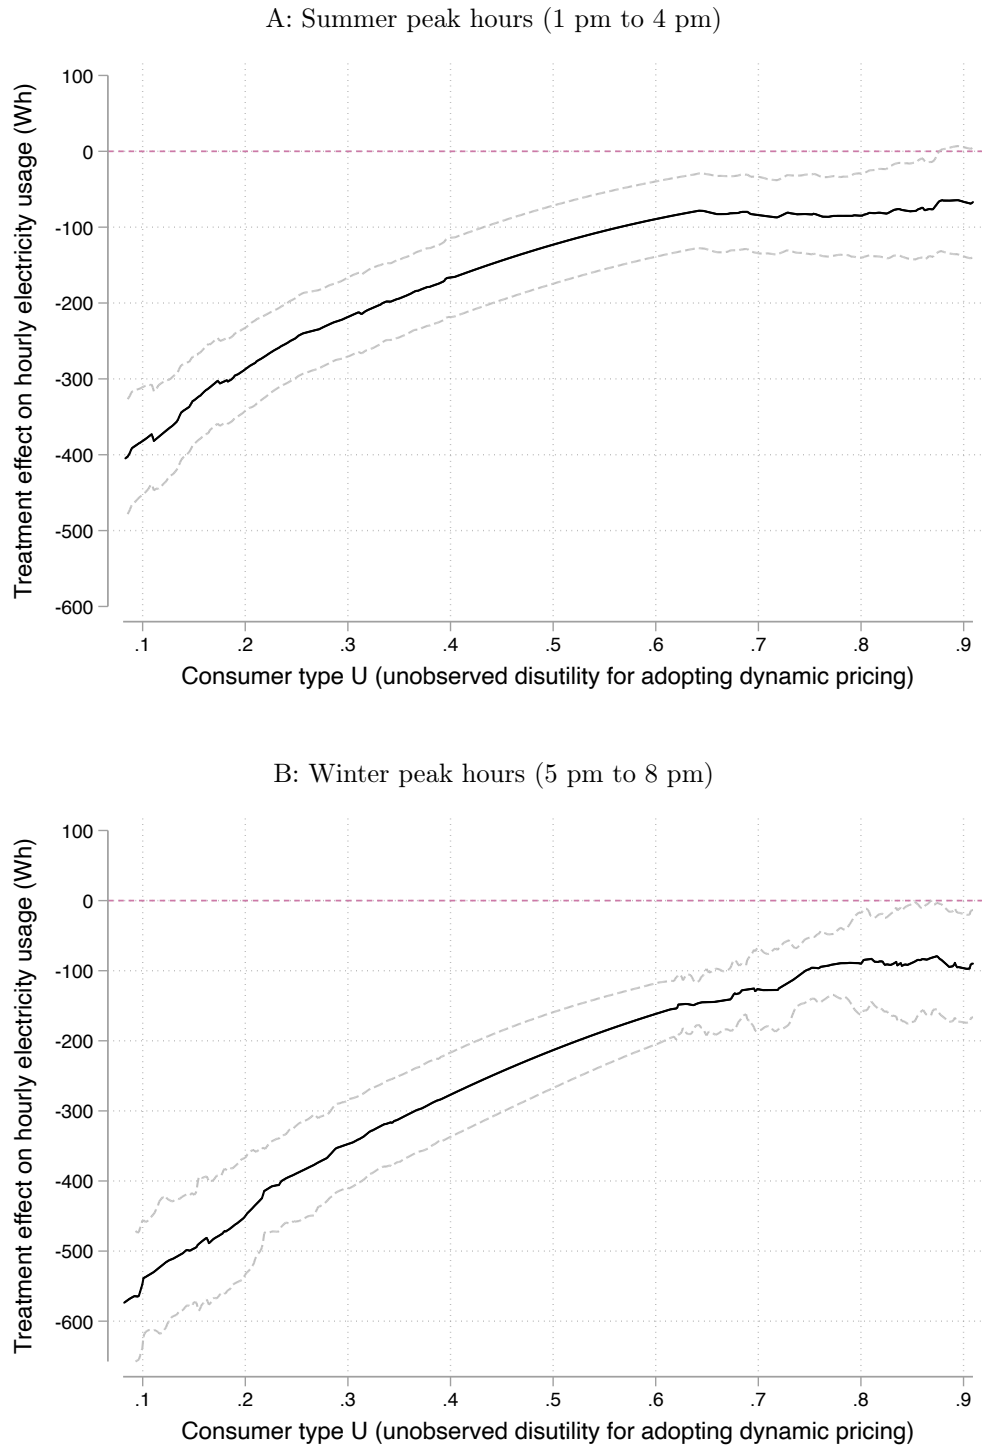 A: Summer peak hours (1 pm to 4 pm)
Treatment effect on hourly electricity usage (Wh)
100
0
-100
-200
-300
-400
-500
-600
.1 .2 .3 .4 .5 .6 .7 .8 .9
Consumer type U (unobserved disutility for adopting dynamic pricing)
B: Winter peak hours (5 pm to 8 pm)
Treatment effect on hourly electricity usage (Wh)
100
0
-100
-200
-300
-400
-500
-600
.1 .2 .3 .4 .5 .6 .7 .8 .9
Consumer type U (unobserved disutility for adopting dynamic pricing)